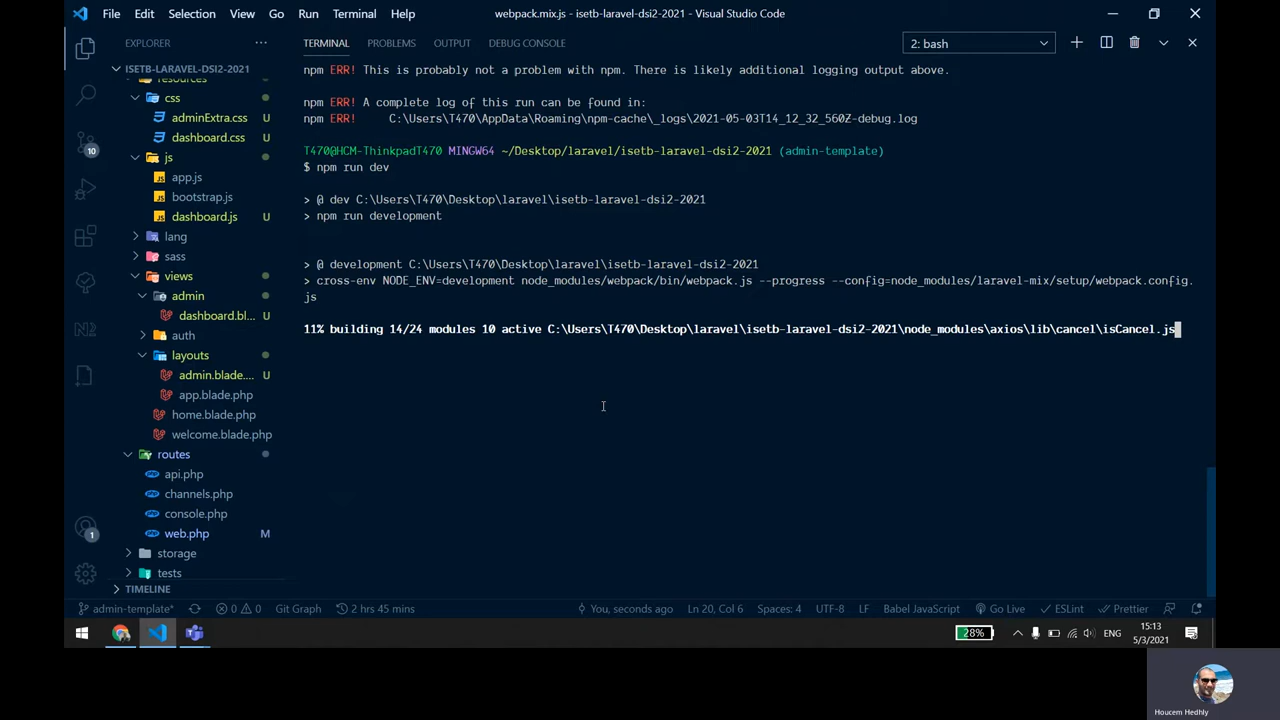 File Edit Selection View Go Run Terminal Help
webpack.mix.js - isetb-laravel-dsi2-2021 - Visual Studio Code
EXPLORER
ISETB-LARAVEL-DSI2-2021
resources
css
adminExtra.css
dashboard.css
js
app.js
bootstrap.js
dashboard.js U
lang
sass
views
admin
dashboard.bl... U
auth
layouts
admin.blade.... U
app.blade.php
home.blade.php
welcome.blade.php
routes
api.php
channels.php
console.php
web.php M
storage
tests
TIMELINE
10
1
TERMINAL PROBLEMS OUTPUT DEBUG CONSOLE
2: bash
npm ERR! This is probably not a problem with npm. There is likely additional logging output above.
npm ERR! A complete log of this run can be found in:
npm ERR!     C:\Users\T470\AppData\Roaming\npm-cache\_logs\2021-05-03T14_12_32_560Z-debug.log
T470@HCM-ThinkpadT470 MINGW64 ~/Desktop/laravel/isetb-laravel-dsi2-2021 (admin-template)
$ npm run dev
> @ dev C:\Users\T470\Desktop\laravel\isetb-laravel-dsi2-2021
> npm run development
> @ development C:\Users\T470\Desktop\laravel\isetb-laravel-dsi2-2021
> cross-env NODE_ENV=development node_modules/webpack/bin/webpack.js --progress --config=node_modules/laravel-mix/setup/webpack.config.
js
11% building 14/24 modules 10 active C:\Users\T470\Desktop\laravel\isetb-laravel-dsi2-2021\node_modules\axios\lib\cancel\isCancel.js
admin-template* 0 0 Git Graph 2 hr 45 mins You, seconds ago Ln 20, Col 6 Spaces: 4 UTF-8 LF Babel JavaScript Go Live ESLint Prettier
28% ENG
15:13
5/3/2021
Houcem Hedhly